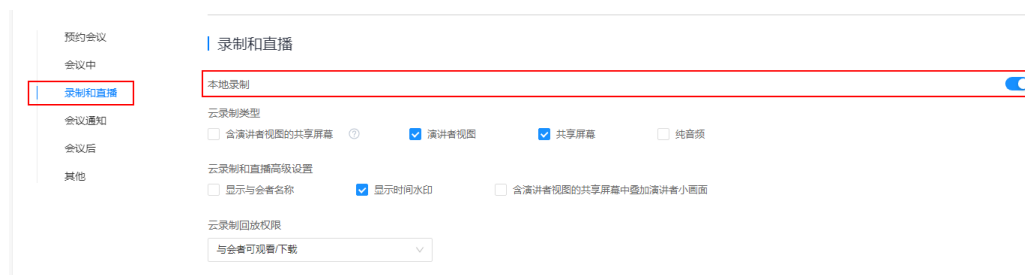 预约会议
会议中
录制和直播
会议通知
会议后
其他
录制和直播
本地录制
云录制类型
含演讲者视图的共享屏幕 演讲者视图 共享屏幕 纯音频
云录制和直播高级设置
显示与会者名称 显示时间水印 含演讲者视图的共享屏幕中叠加演讲者小画面
云录制回放权限
与会者可观看/下载